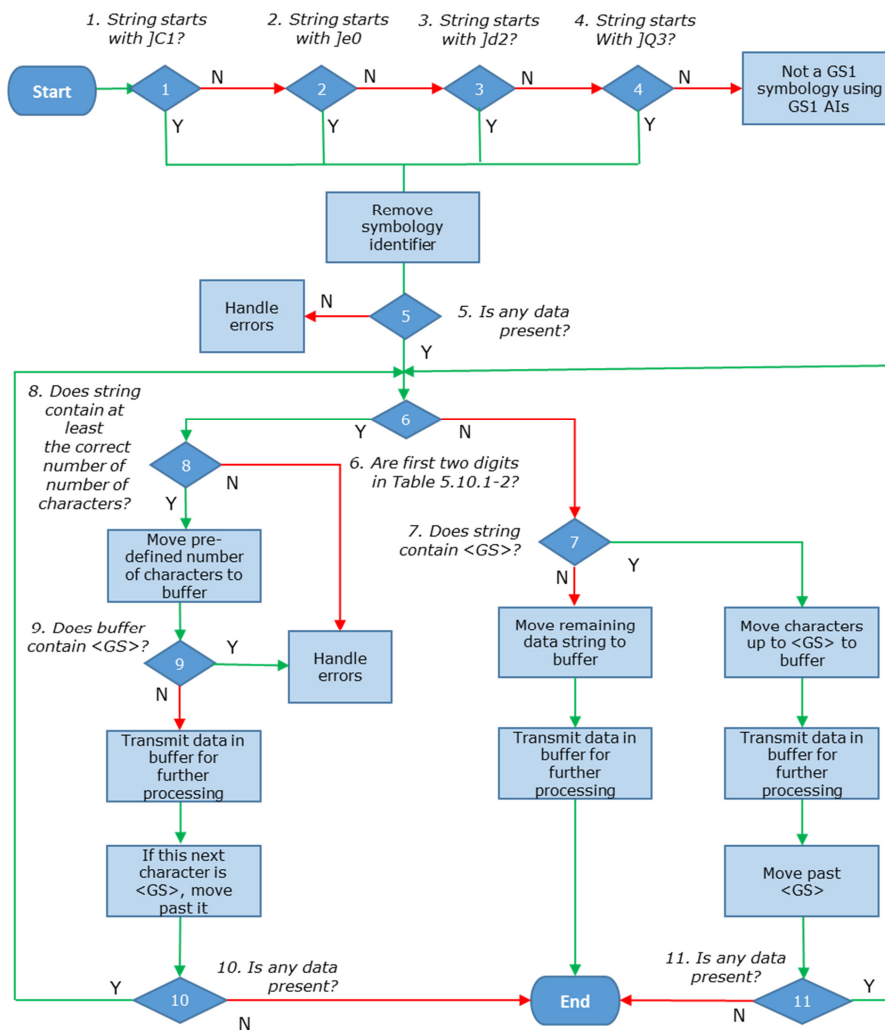 1. String starts
with ]C1?
2. String starts
with ]e0
3. String starts
with ]d2?
4. String starts
With ]Q3?
Start
1
N
2
N
3
N
4
N
Not a GS1
symbology using
GS1 AIs
Y
Y
Y
Y
Remove
symbology
identifier
Handle
errors
N
5
5. Is any data
present?
Y
8. Does string
contain at
least
the correct
number of
number of
characters?
Y
6
N
8
N
6. Are first two digits
in Table 5.10.1-2?
Y
7. Does string
contain <GS>?
7
Y
N
Move pre-
defined number
of characters to
buffer
Move remaining
data string to
buffer
Move characters
up to <GS> to
buffer
9. Does buffer
contain <GS>?
9
Y
Handle
errors
N
Transmit data in
buffer for
further
processing
Transmit data in
buffer for
further
processing
Transmit data in
buffer for
further
processing
If this next
character is
<GS>, move
past it
Move past
<GS>
10. Is any data
present?
11. Is any data
present?
Y
10
N
End
N
11
Y